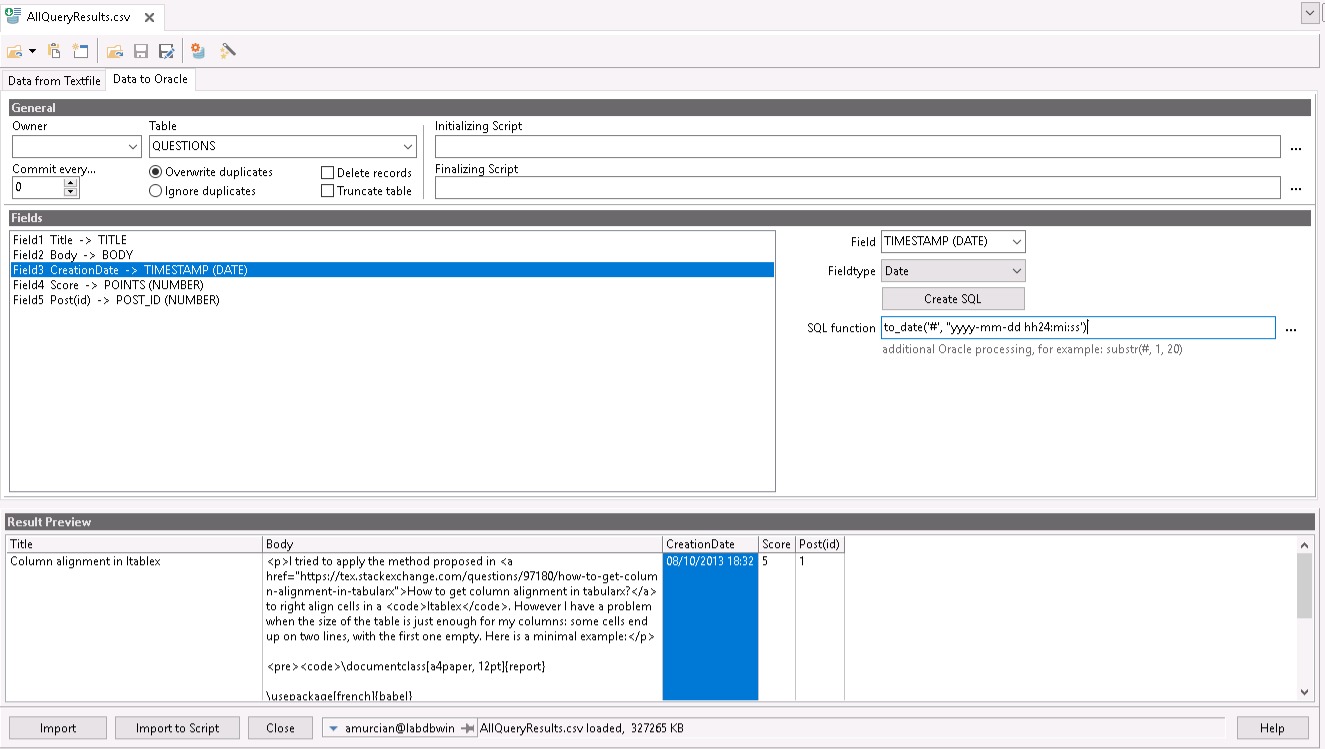 AllQueryResults.csv
Data from Textfile
Data to Oracle
General
Owner
Table
Initializing Script
QUESTIONS
...
Commit every...
Overwrite duplicates
Delete records
Finalizing Script
0
Ignore duplicates
Truncate table
...
Fields
Field1 Title -> TITLE
Field2 Body -> BODY
Field3 CreationDate -> TIMESTAMP (DATE)
Field4 Score -> POINTS (NUMBER)
Field5 Post(id) -> POST_ID (NUMBER)
Field
TIMESTAMP (DATE)
Fieldtype
Date
Create SQL
SQL function
to_date('#', "yyyy-mm-dd hh24:mi:ss')
...
additional Oracle processing, for example: substr(#, 1, 20)
Result Preview
Title
Body
CreationDate
Score
Post(id)
Column alignment in ltablex
<p>I tried to apply the method proposed in <a
href="https://tex.stackexchange.com/questions/97180/how-to-get-colum
n-alignment-in-tabularx">How to get column alignment in tabularx?</a>
to right align cells in a <code>ltablex</code>. However I have a problem
when the size of the table is just enough for my columns: some cells end
up on two lines, with the first one empty. Here is a minimal example:</p>
<pre><code>\documentclass[a4paper, 12pt]{report}
\usepackage[french]{babel}
08/10/2013 18:32
5
1
Import
Import to Script
Close
amurcian@labdbwin
AllQueryResults.csv loaded, 327265 KB
Help